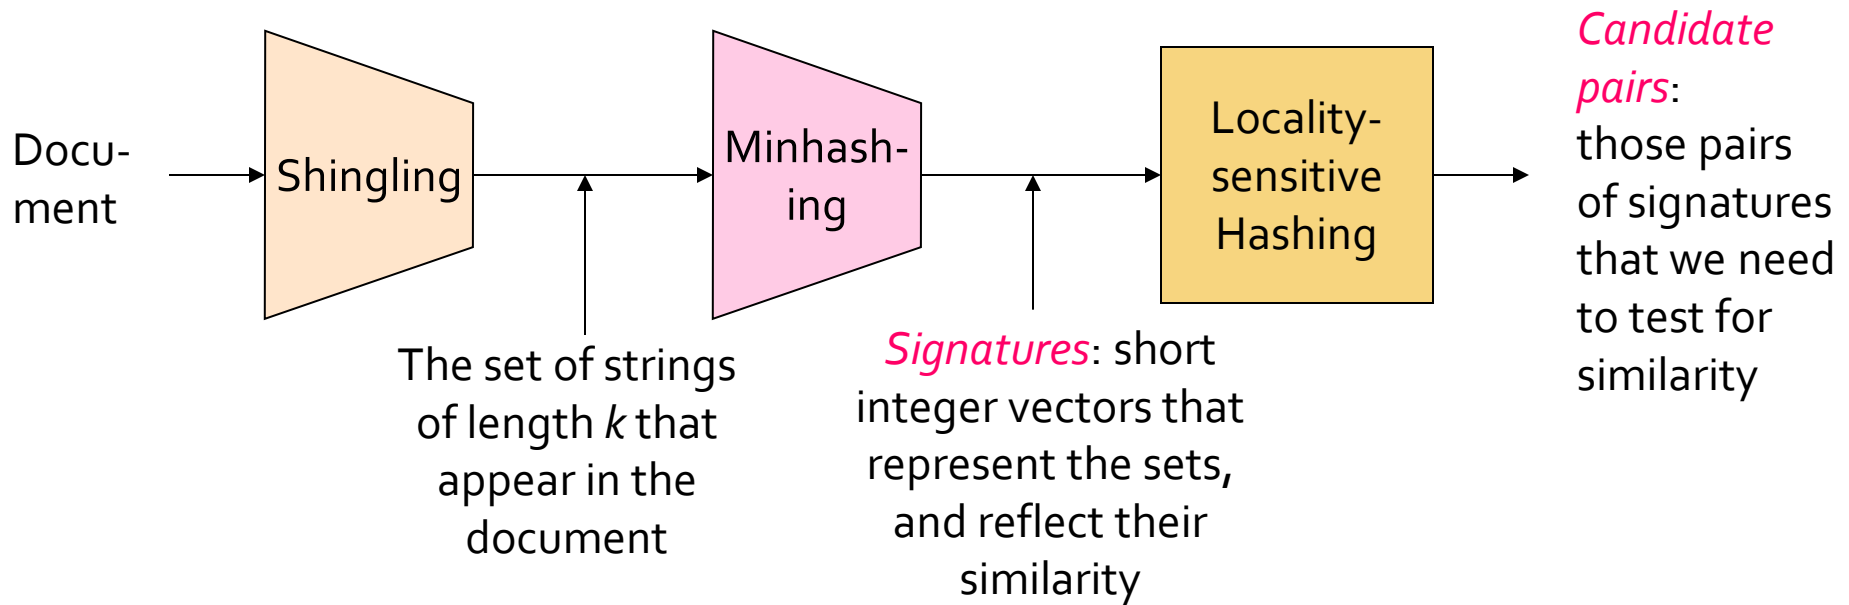 Docu-
ment
Shingling
The set of strings
of length k that
appear in the
document
Minhash-
ing
Signatures: short
integer vectors that
represent the sets,
and reflect their
similarity
Locality-
sensitive
Hashing
Candidate
pairs:
those pairs
of signatures
that we need
to test for
similarity